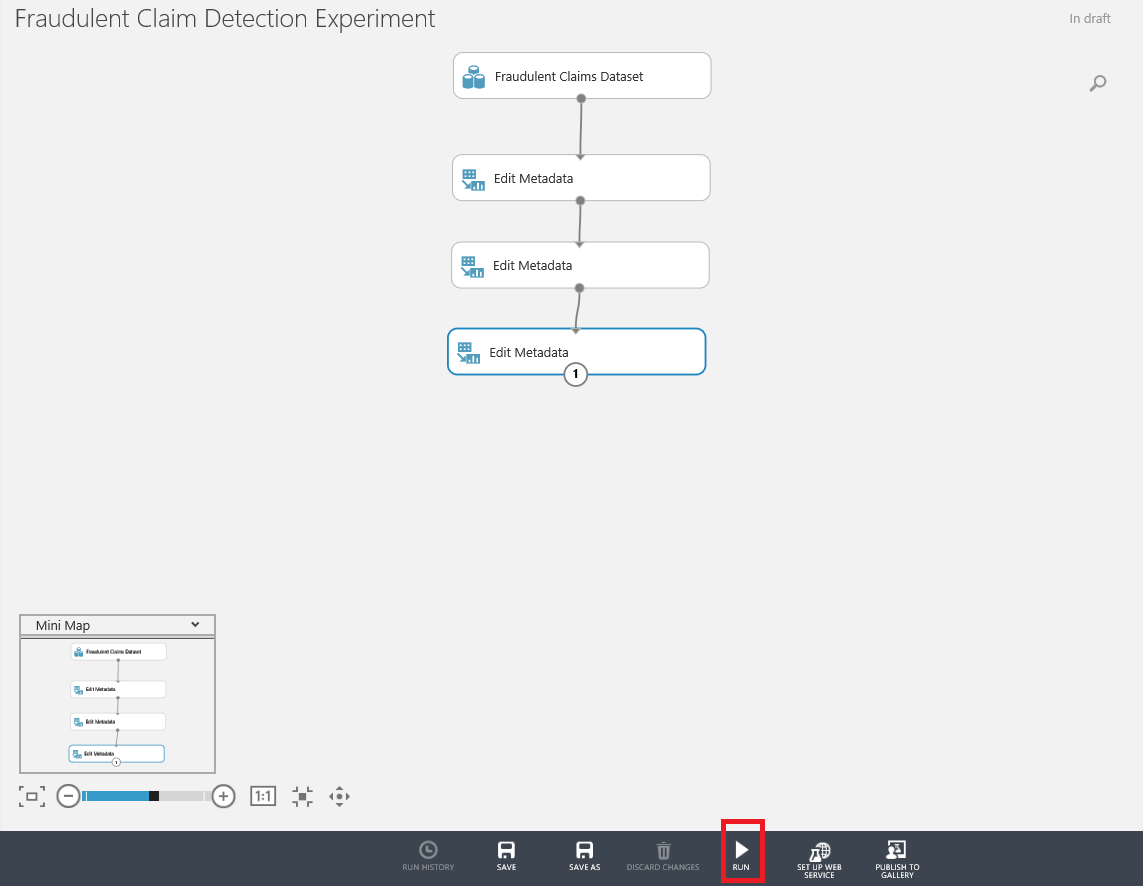 Fraudulent Claim Detection Experiment
In draft
Fraudulent Claims Dataset
Edit Metadata
Edit Metadata
Edit Metadata
1
Mini Map
Fraudulent Claims Dataset
Edit Metadata
Edit Metadata
Edit Metadata
1
1:1
RUN HISTORY
SAVE
SAVE AS
DISCARD CHANGES
RUN
SET UP WEB
SERVICE
PUBLISH TO
GALLERY